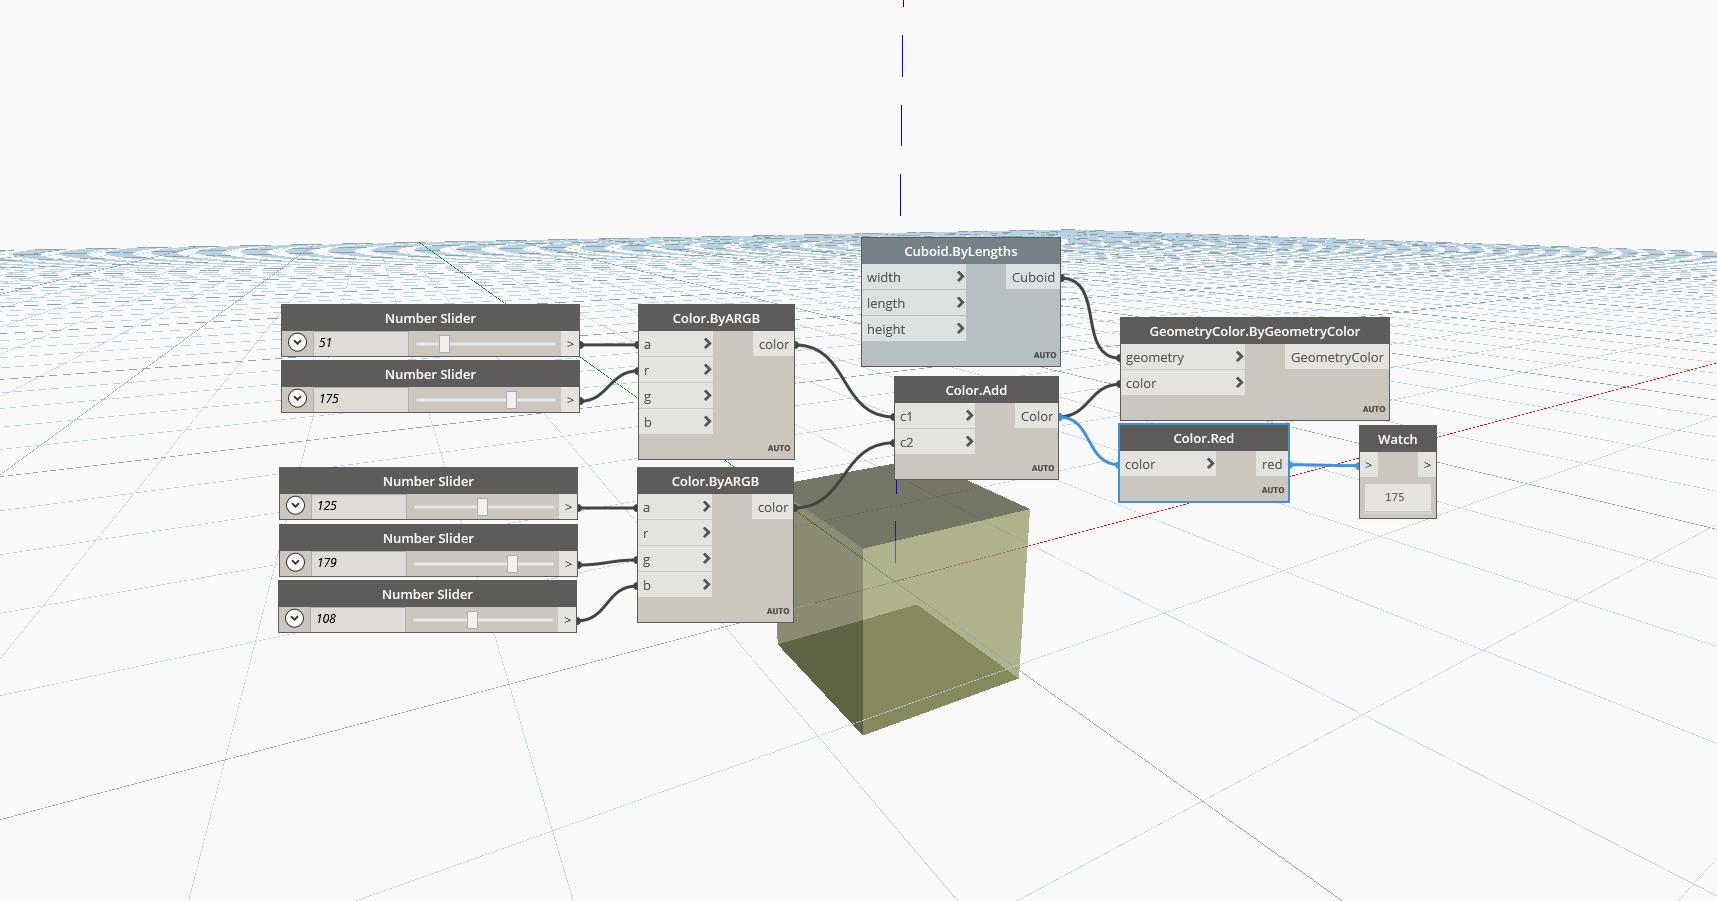 Cuboid.ByLengths
width > Cuboid
length >
height >
AUTO
Number Slider
51 >
Number Slider
175 >
Color.ByARGB
a > color
r >
g >
b >
AUTO
GeometryColor.ByGeometryColor
geometry > GeometryColor
color >
AUTO
Color.Add
c1 > Color
c2 >
AUTO
Color.Red
color > red
AUTO
Watch
> >
175
Number Slider
125 >
Number Slider
179 >
Number Slider
108 >
Color.ByARGB
a > color
r >
g >
b >
AUTO